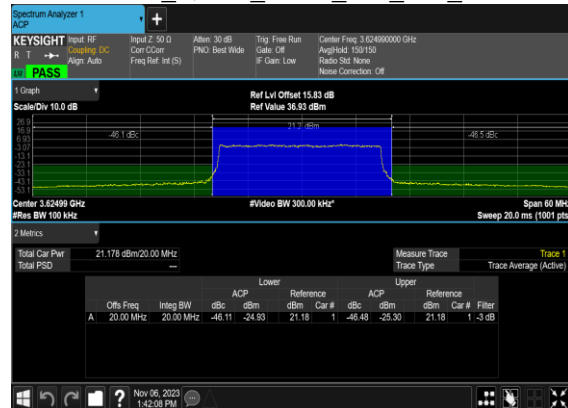 Spectrum Analyzer 1
ACP
+
KEYSIGHT Input: RF Input Z: 50 Ω Atten: 30 dB Trig: Free Run Center Freq: 3.624990000 GHz
R T Coupling: DC Corr CCorr PNO: Best Wide Gate: Off Avg|Hold: 150/150
Align: Auto Freq Ref: Int (S) IF Gain: Low Radio Std: None
PASS Noise Correction: Off
1 Graph Ref Lvl Offset 15.83 dB
Scale/Div 10.0 dB Ref Value 36.93 dBm
26.9 21.2 dBm
16.9 -46.1 dBc -46.5 dBc
6.93
-3.07
-13.1
-23.1
-33.1
-43.1
-53.1
Center 3.62499 GHz #Video BW 300.00 kHz* Span 60 MHz
#Res BW 100 kHz Sweep 20.0 ms (1001 pts)
2 Metrics
Total Car Pwr 21.178 dBm/20.00 MHz Measure Trace Trace 1
Total PSD --- Trace Type Trace Average (Active)
Lower Upper
ACP Reference ACP Reference
Offs Freq Integ BW dBc dBm dBm Car # dBc dBm dBm Car # Filter
A 20.00 MHz 20.00 MHz -46.11 -24.93 21.18 1 -46.48 -25.30 21.18 1 -3 dB
? Nov 06, 2023
1:42:08 PM